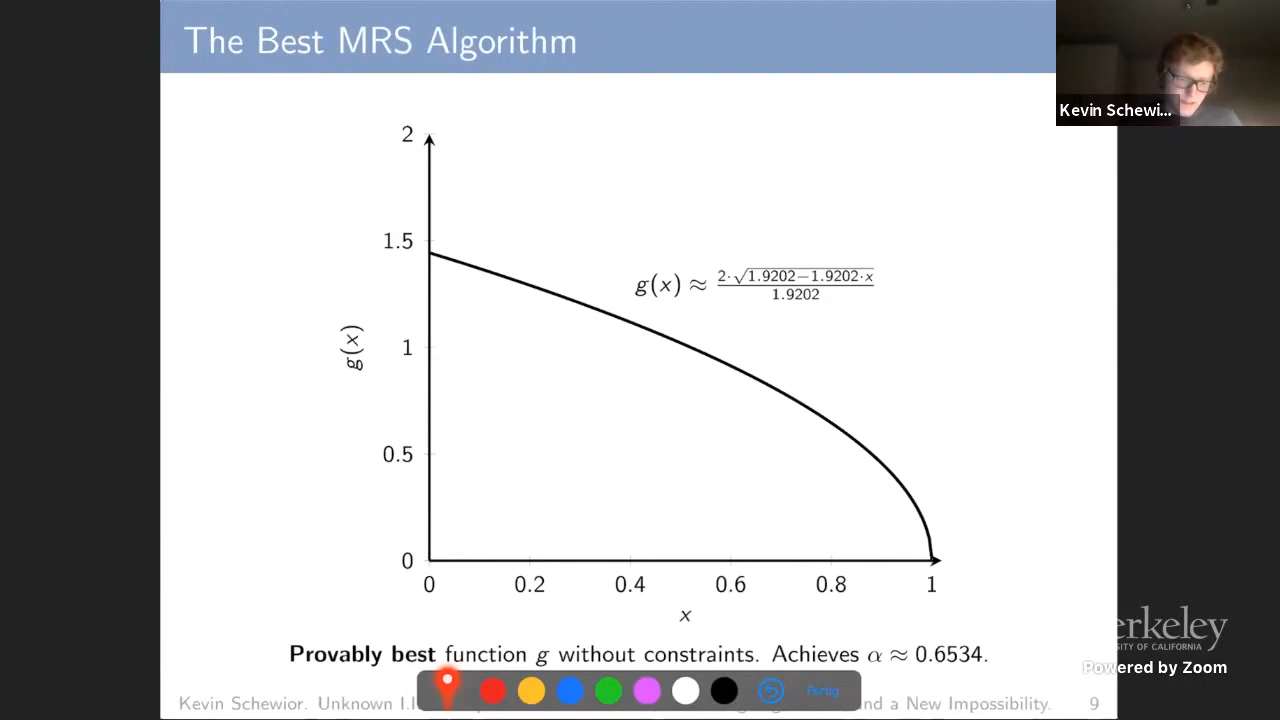 The Best MRS Algorithm
Kevin Schewi...
2
1.5
1
0.5
0
g(x)
g(x) ≈ 2·√1.9202−1.9202·x / 1.9202
0 0.2 0.4 0.6 0.8 1
x
Provably best function g without constraints. Achieves α ≈ 0.6534.
Powered by Zoom
Fertig
Kevin Schewior. Unknown nd a New Impossibility. 9